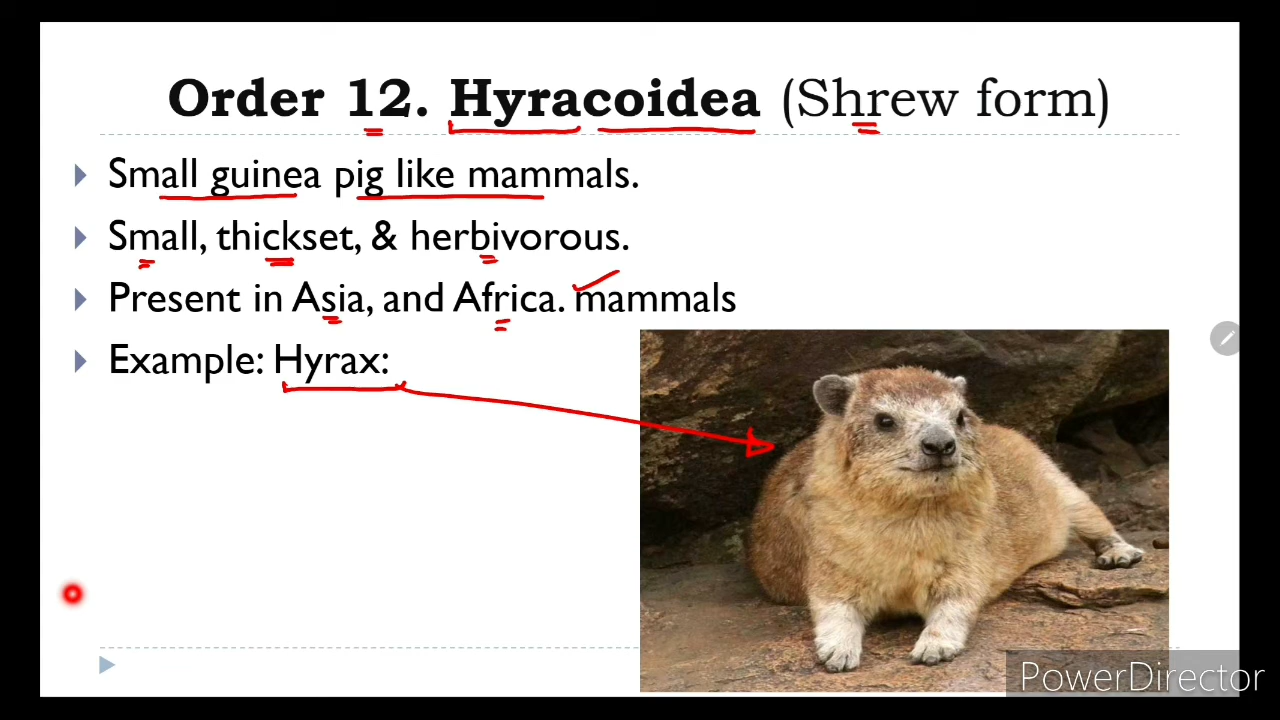 Order 12. Hyracoidea (Shrew form)
Small guinea pig like mammals.
Small, thickset, & herbivorous.
Present in Asia, and Africa. mammals
Example: Hyrax:
PowerDirector